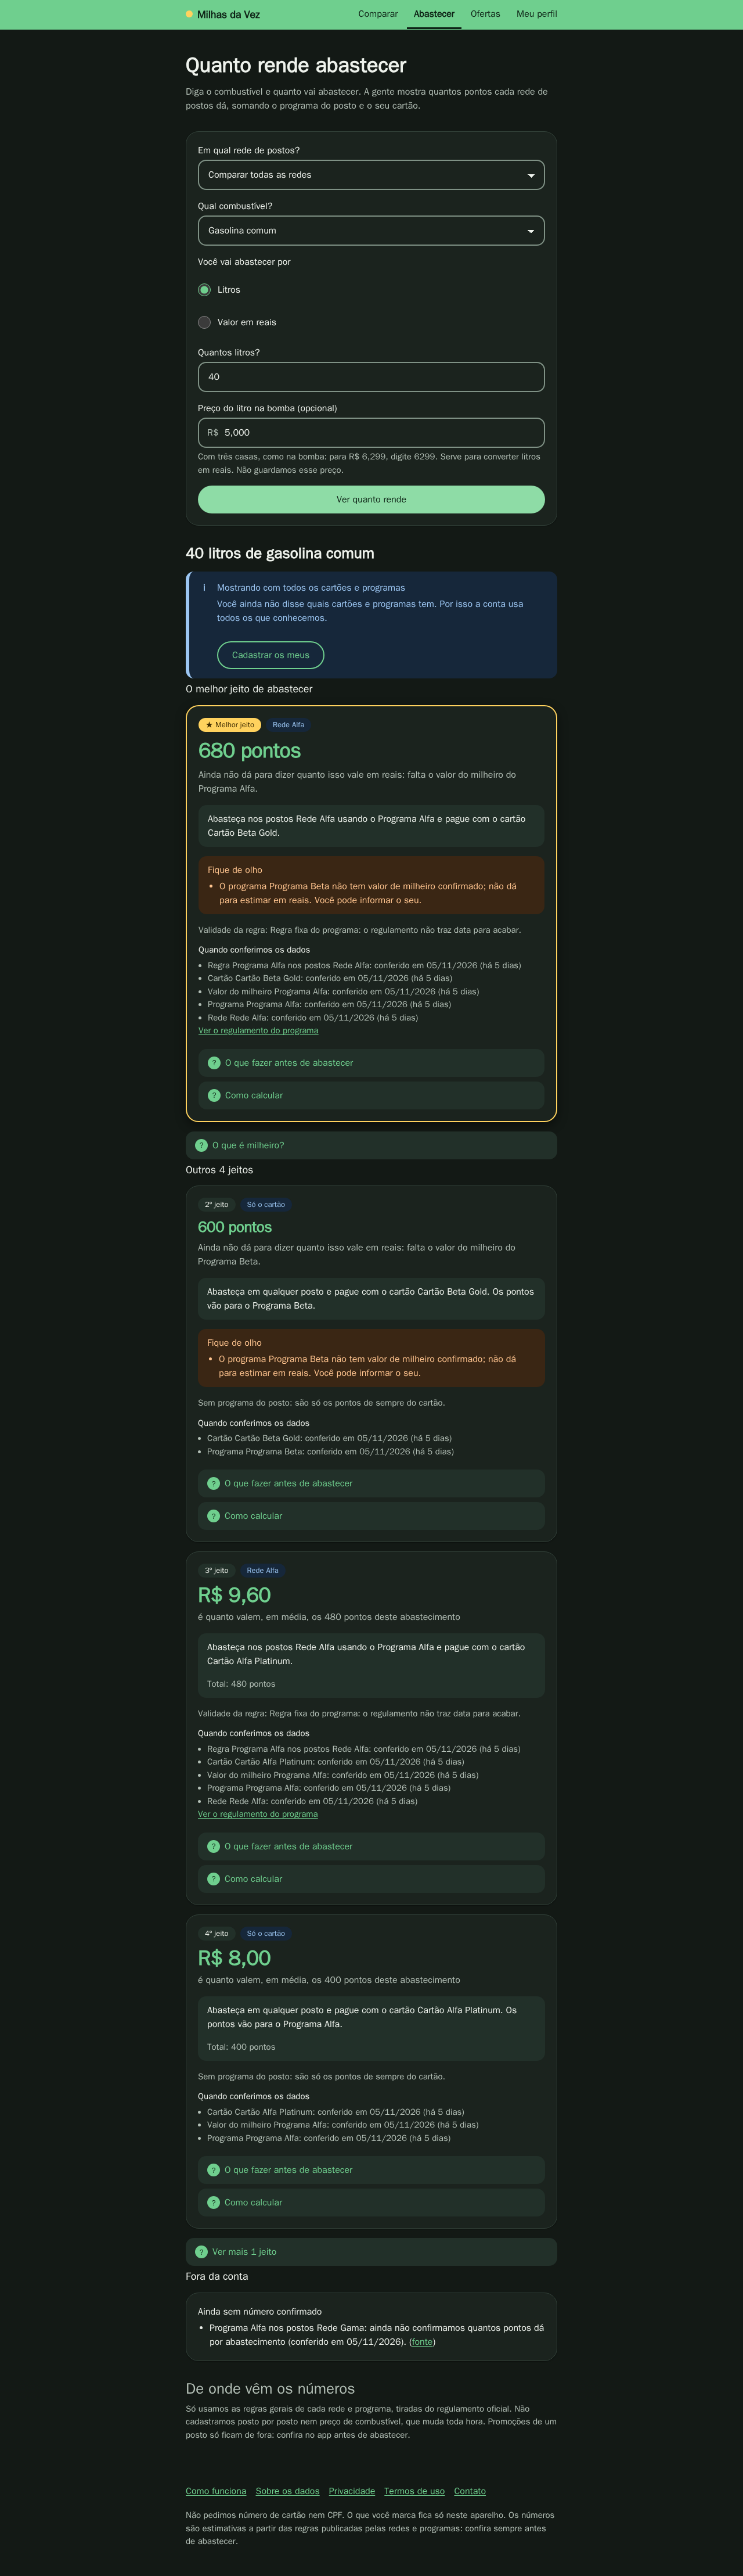 Milhas da Vez
Comparar
Abastecer
Ofertas
Meu perfil
Quanto rende abastecer
Diga o combustível e quanto vai abastecer. A gente mostra quantos pontos cada rede de
postos dá, somando o programa do posto e o seu cartão.
Em qual rede de postos?
Comparar todas as redes
Qual combustível?
Gasolina comum
Você vai abastecer por
Litros
Valor em reais
Quantos litros?
40
Preço do litro na bomba (opcional)
R$ 5,000
Com três casas, como na bomba: para R$ 6,299, digite 6299. Serve para converter litros
em reais. Não guardamos esse preço.
Ver quanto rende
40 litros de gasolina comum
i Mostrando com todos os cartões e programas
Você ainda não disse quais cartões e programas tem. Por isso a conta usa
todos os que conhecemos.
Cadastrar os meus
O melhor jeito de abastecer
★ Melhor jeito
Rede Alfa
680 pontos
Ainda não dá para dizer quanto isso vale em reais: falta o valor do milheiro do
Programa Alfa.
Abasteça nos postos Rede Alfa usando o Programa Alfa e pague com o cartão
Cartão Beta Gold.
Fique de olho
• O programa Programa Beta não tem valor de milheiro confirmado; não dá
para estimar em reais. Você pode informar o seu.
Validade da regra: Regra fixa do programa: o regulamento não traz data para acabar.
Quando conferimos os dados
• Regra Programa Alfa nos postos Rede Alfa: conferido em 05/11/2026 (há 5 dias)
• Cartão Cartão Beta Gold: conferido em 05/11/2026 (há 5 dias)
• Valor do milheiro Programa Alfa: conferido em 05/11/2026 (há 5 dias)
• Programa Programa Alfa: conferido em 05/11/2026 (há 5 dias)
• Rede Rede Alfa: conferido em 05/11/2026 (há 5 dias)
Ver o regulamento do programa
? O que fazer antes de abastecer
? Como calcular
? O que é milheiro?
Outros 4 jeitos
2º jeito
Só o cartão
600 pontos
Ainda não dá para dizer quanto isso vale em reais: falta o valor do milheiro do
Programa Beta.
Abasteça em qualquer posto e pague com o cartão Cartão Beta Gold. Os pontos
vão para o Programa Beta.
Fique de olho
• O programa Programa Beta não tem valor de milheiro confirmado; não dá
para estimar em reais. Você pode informar o seu.
Sem programa do posto: são só os pontos de sempre do cartão.
Quando conferimos os dados
• Cartão Cartão Beta Gold: conferido em 05/11/2026 (há 5 dias)
• Programa Programa Beta: conferido em 05/11/2026 (há 5 dias)
? O que fazer antes de abastecer
? Como calcular
3º jeito
Rede Alfa
R$ 9,60
é quanto valem, em média, os 480 pontos deste abastecimento
Abasteça nos postos Rede Alfa usando o Programa Alfa e pague com o cartão
Cartão Alfa Platinum.
Total: 480 pontos
Validade da regra: Regra fixa do programa: o regulamento não traz data para acabar.
Quando conferimos os dados
• Regra Programa Alfa nos postos Rede Alfa: conferido em 05/11/2026 (há 5 dias)
• Cartão Cartão Alfa Platinum: conferido em 05/11/2026 (há 5 dias)
• Valor do milheiro Programa Alfa: conferido em 05/11/2026 (há 5 dias)
• Programa Programa Alfa: conferido em 05/11/2026 (há 5 dias)
• Rede Rede Alfa: conferido em 05/11/2026 (há 5 dias)
Ver o regulamento do programa
? O que fazer antes de abastecer
? Como calcular
4º jeito
Só o cartão
R$ 8,00
é quanto valem, em média, os 400 pontos deste abastecimento
Abasteça em qualquer posto e pague com o cartão Cartão Alfa Platinum. Os
pontos vão para o Programa Alfa.
Total: 400 pontos
Sem programa do posto: são só os pontos de sempre do cartão.
Quando conferimos os dados
• Cartão Cartão Alfa Platinum: conferido em 05/11/2026 (há 5 dias)
• Valor do milheiro Programa Alfa: conferido em 05/11/2026 (há 5 dias)
• Programa Programa Alfa: conferido em 05/11/2026 (há 5 dias)
? O que fazer antes de abastecer
? Como calcular
? Ver mais 1 jeito
Fora da conta
Ainda sem número confirmado
• Programa Alfa nos postos Rede Gama: ainda não confirmamos quantos pontos dá
por abastecimento (conferido em 05/11/2026). (fonte)
De onde vêm os números
Só usamos as regras gerais de cada rede e programa, tiradas do regulamento oficial. Não
cadastramos posto por posto nem preço de combustível, que muda toda hora. Promoções de um
posto só ficam de fora: confira no app antes de abastecer.
Como funciona
Sobre os dados
Privacidade
Termos de uso
Contato
Não pedimos número de cartão nem CPF. O que você marca fica só neste aparelho. Os números
são estimativas a partir das regras publicadas pelas redes e programas: confira sempre antes
de abastecer.